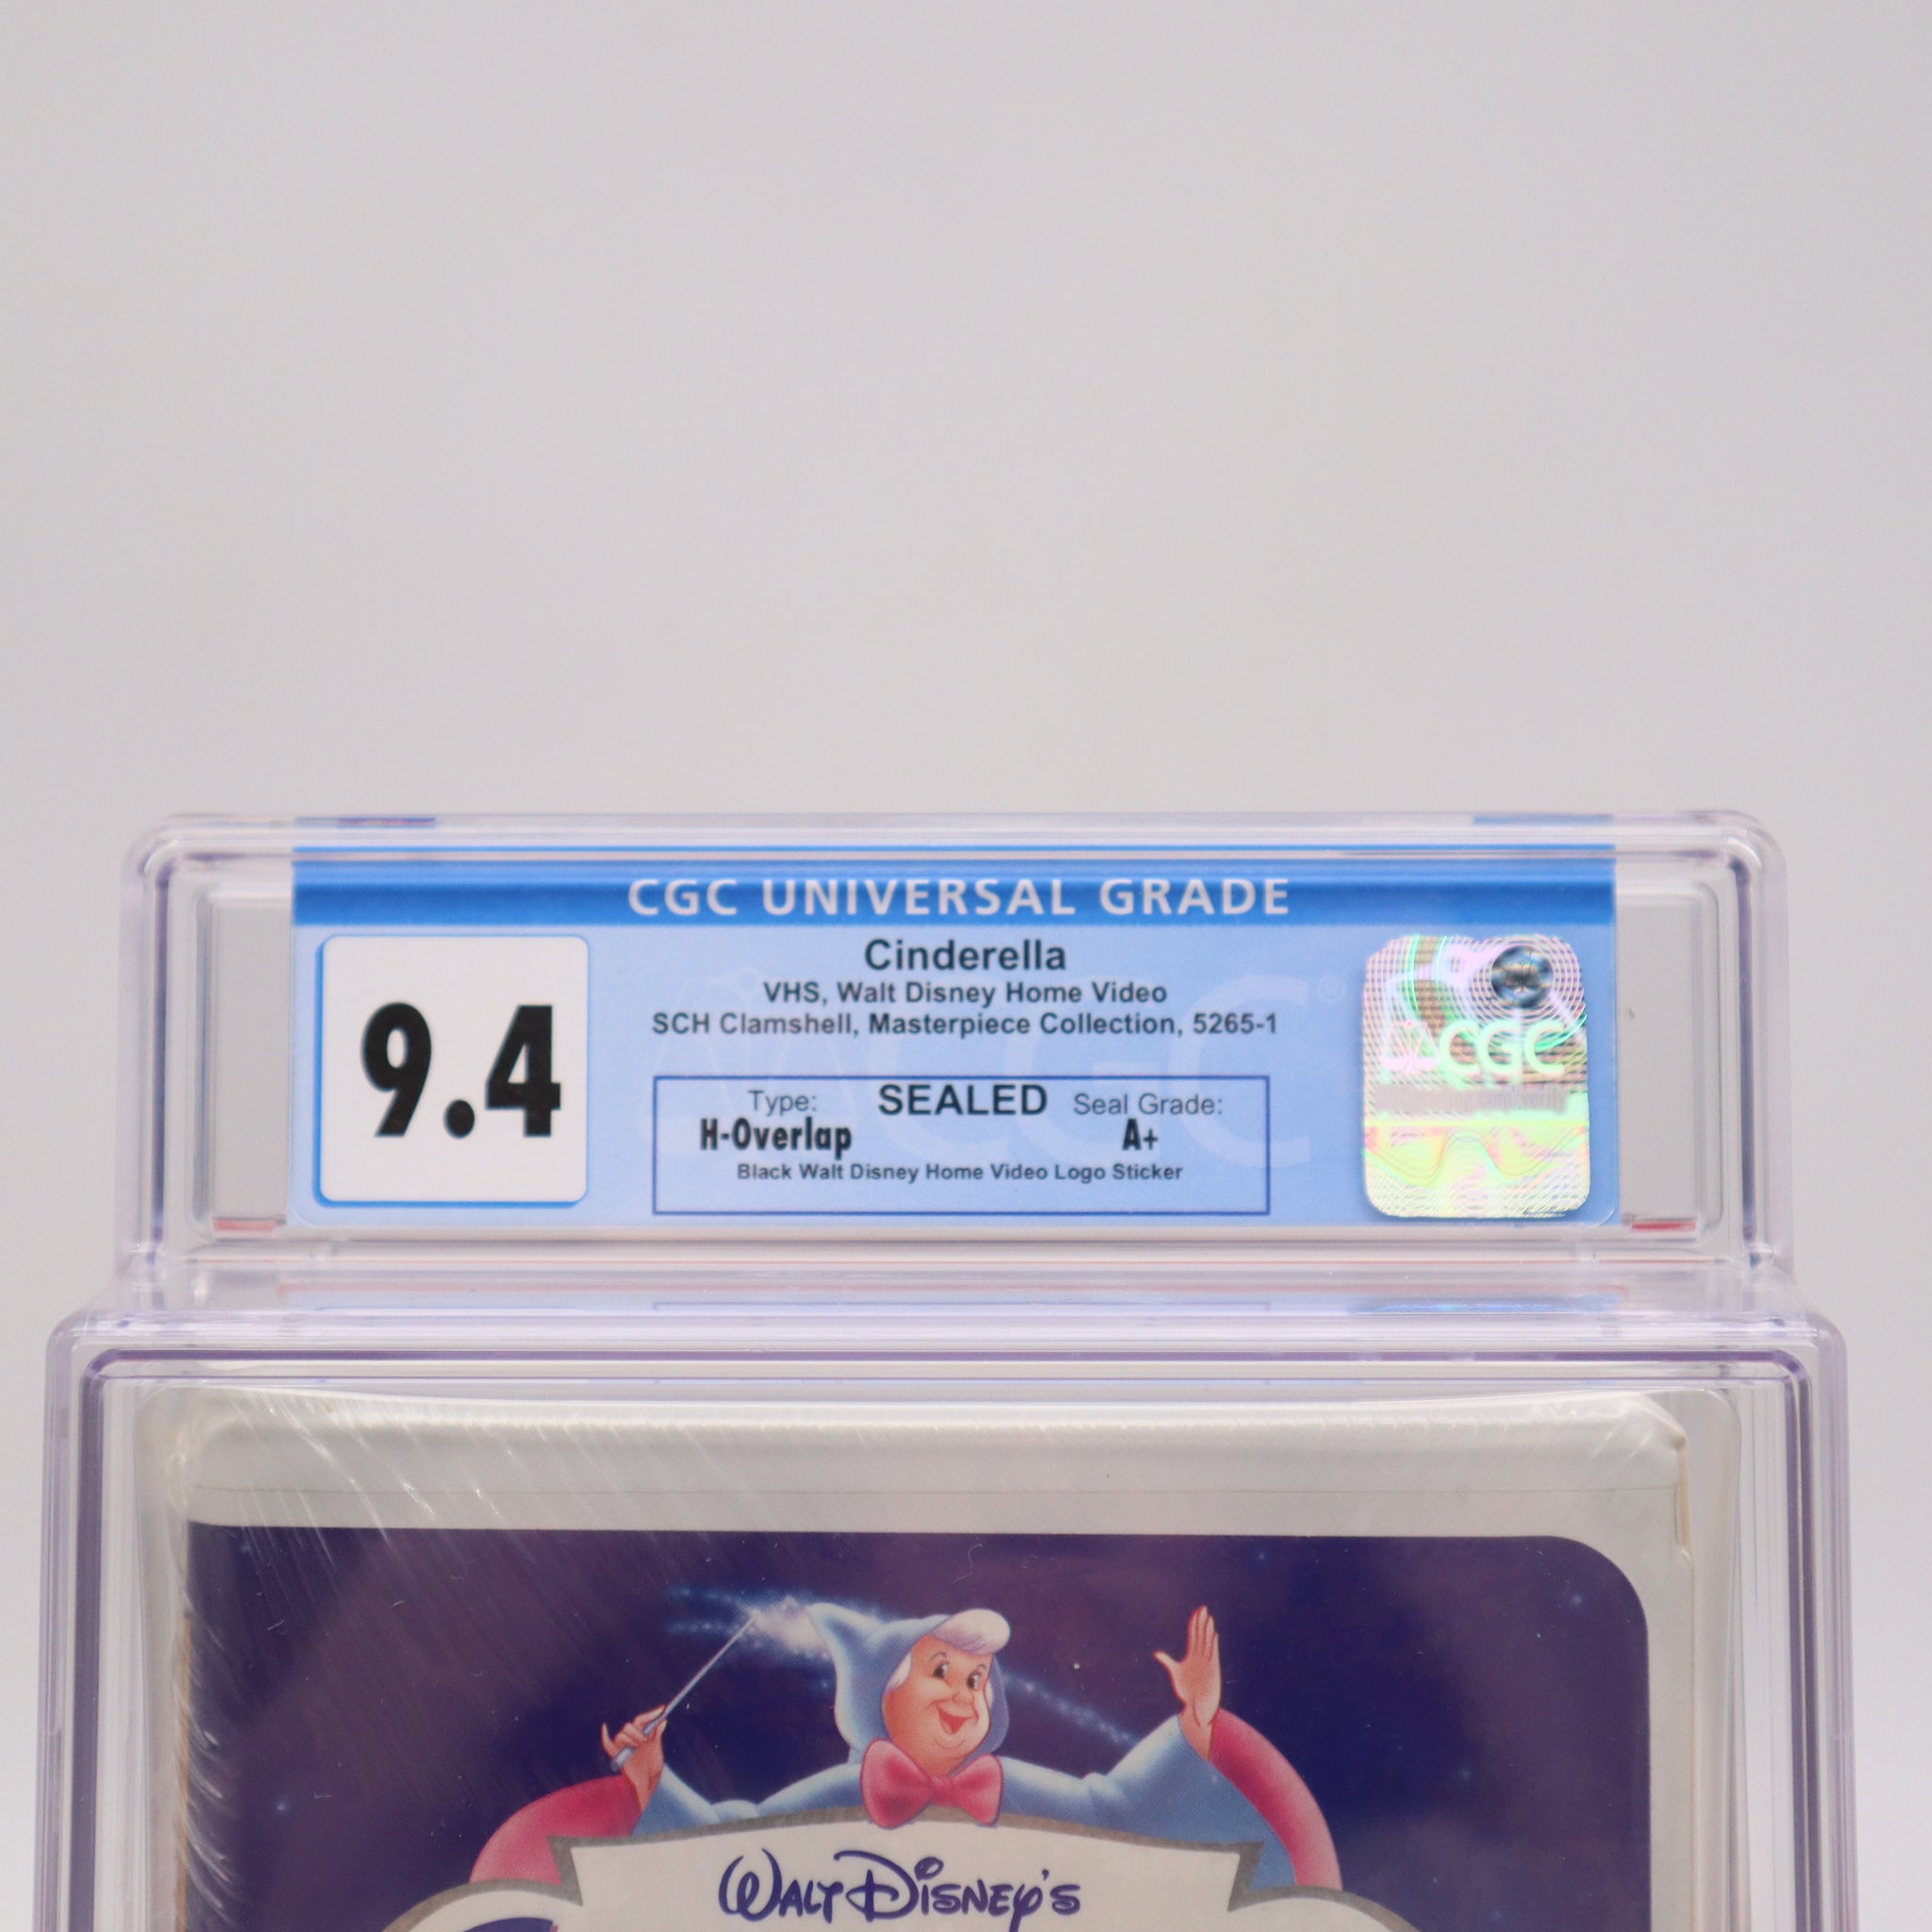 CGC UNIVERSAL GRADE
9.4
Cinderella
VHS, Walt Disney Home Video
SCH Clamshell, Masterpiece Collection, 5265-1
SEALED
Type: Seal Grade:
H-Overlap A+
Black Walt Disney Home Video Logo Sticker
CGC
WALT DISNEY'S